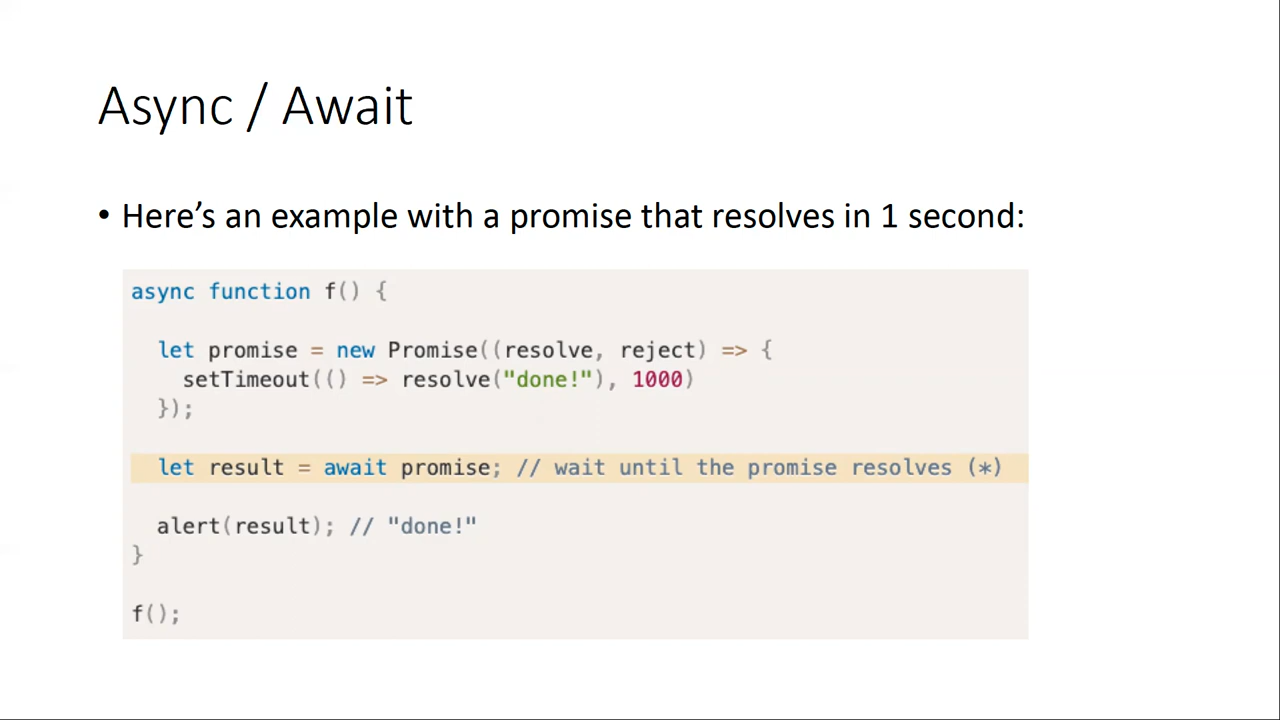 Async / Await
• Here’s an example with a promise that resolves in 1 second:
async function f() {
let promise = new Promise((resolve, reject) => {
setTimeout(() => resolve("done!"), 1000)
});
let result = await promise; // wait until the promise resolves (*)
alert(result); // "done!"
}
f();